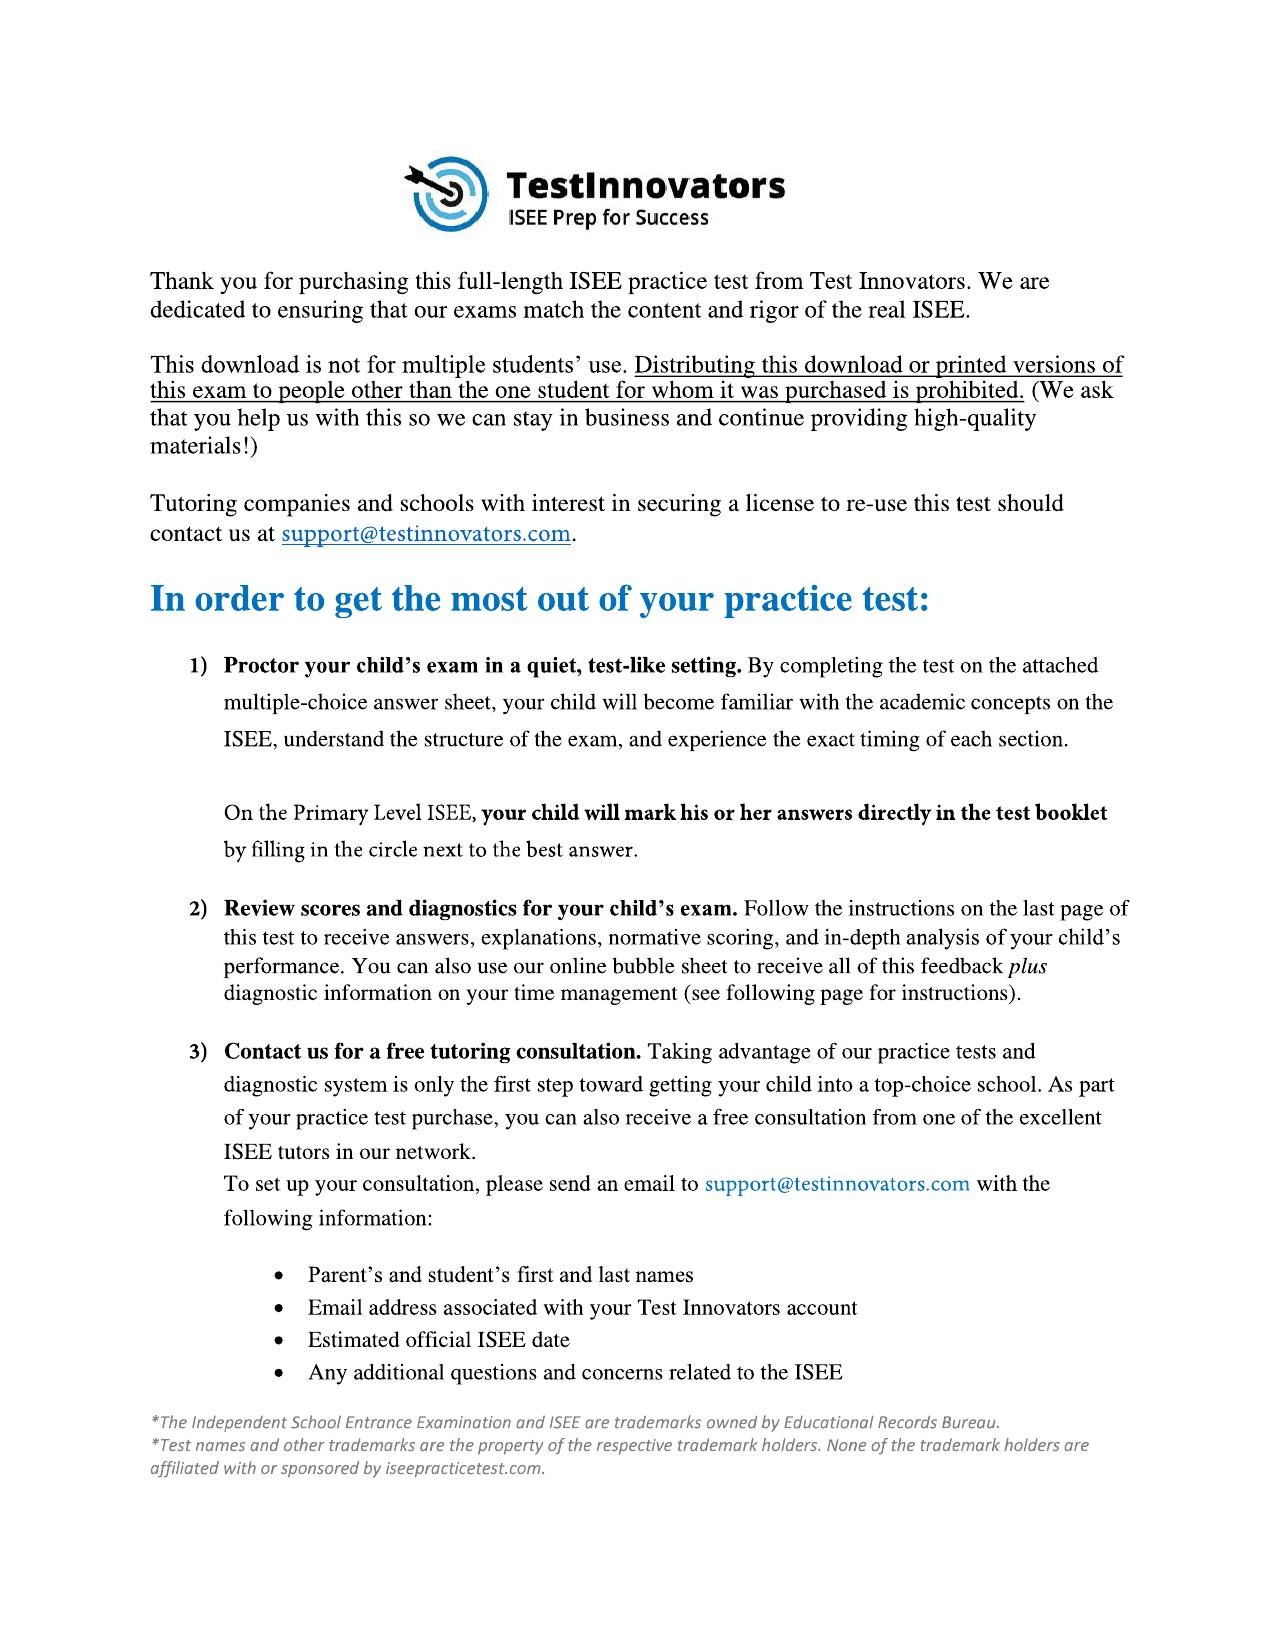 TestInnovators
ISEE Prep for Success
Thank you for purchasing this full-length ISEE practice test from Test Innovators. We are
dedicated to ensuring that our exams match the content and rigor of the real ISEE.
This download is not for multiple students’ use. Distributing this download or printed versions of
this exam to people other than the one student for whom it was purchased is prohibited. (We ask
that you help us with this so we can stay in business and continue providing high-quality
materials!)
Tutoring companies and schools with interest in securing a license to re-use this test should
contact us at support@testinnovators.com.
In order to get the most out of your practice test:
1) Proctor your child’s exam in a quiet, test-like setting. By completing the test on the attached
multiple-choice answer sheet, your child will become familiar with the academic concepts on the
ISEE, understand the structure of the exam, and experience the exact timing of each section.
On the Primary Level ISEE, your child will mark his or her answers directly in the test booklet
by filling in the circle next to the best answer.
2) Review scores and diagnostics for your child’s exam. Follow the instructions on the last page of
this test to receive answers, explanations, normative scoring, and in-depth analysis of your child’s
performance. You can also use our online bubble sheet to receive all of this feedback plus
diagnostic information on your time management (see following page for instructions).
3) Contact us for a free tutoring consultation. Taking advantage of our practice tests and
diagnostic system is only the first step toward getting your child into a top-choice school. As part
of your practice test purchase, you can also receive a free consultation from one of the excellent
ISEE tutors in our network.
To set up your consultation, please send an email to support@testinnovators.com with the
following information:
• Parent’s and student’s first and last names
• Email address associated with your Test Innovators account
• Estimated official ISEE date
• Any additional questions and concerns related to the ISEE
*The Independent School Entrance Examination and ISEE are trademarks owned by Educational Records Bureau.
*Test names and other trademarks are the property of the respective trademark holders. None of the trademark holders are
affiliated with or sponsored by iseepracticetest.com.